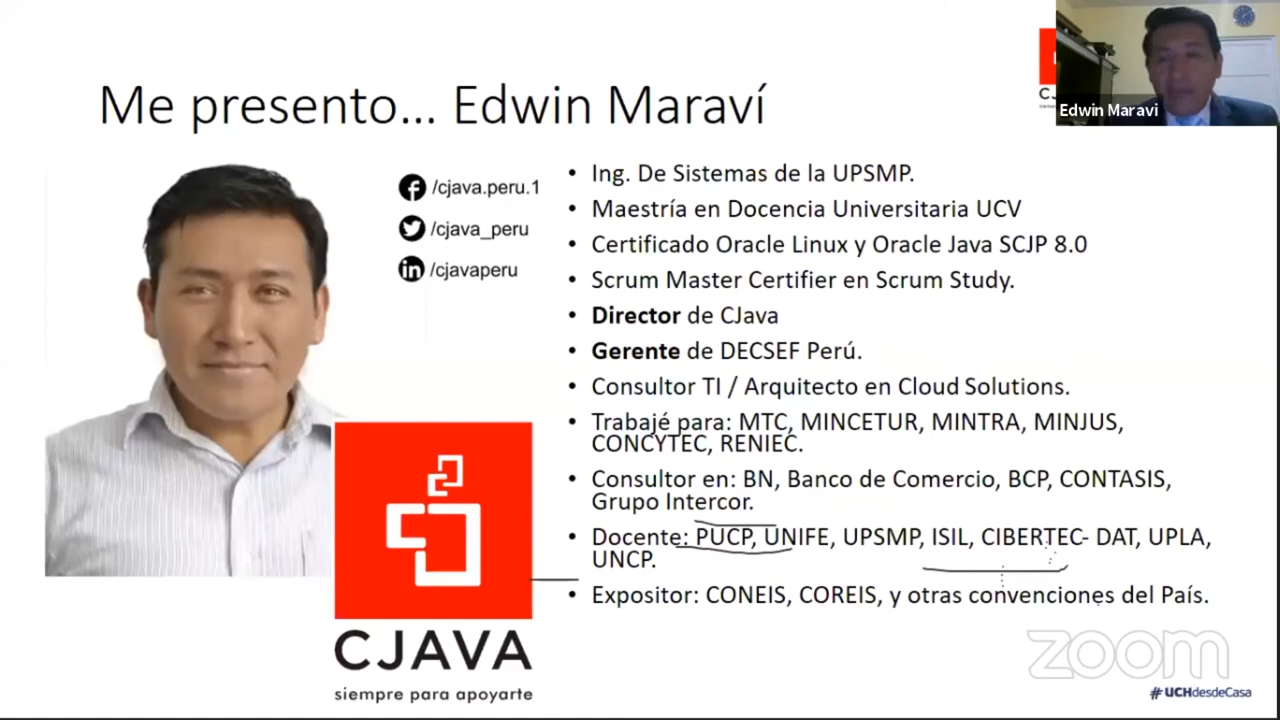 Me presento... Edwin Maraví
Edwin Maravi
/cjava.peru.1
/cjava_peru
/cjavaperu
• Ing. De Sistemas de la UPSMP.
• Maestría en Docencia Universitaria UCV
• Certificado Oracle Linux y Oracle Java SCJP 8.0
• Scrum Master Certifier en Scrum Study.
• Director de CJava
• Gerente de DECSEF Perú.
• Consultor TI / Arquitecto en Cloud Solutions.
• Trabajé para: MTC, MINCETUR, MINTRA, MINJUS,
CONCYTEC, RENIEC.
• Consultor en: BN, Banco de Comercio, BCP, CONTASIS,
Grupo Intercor.
• Docente: PUCP, UNIFE, UPSMP, ISIL, CIBERTEC- DAT, UPLA,
UNCP.
• Expositor: CONEIS, COREIS, y otras convenciones del País.
CJAVA
siempre para apoyarte
zoom
#UCHdesdeCasa